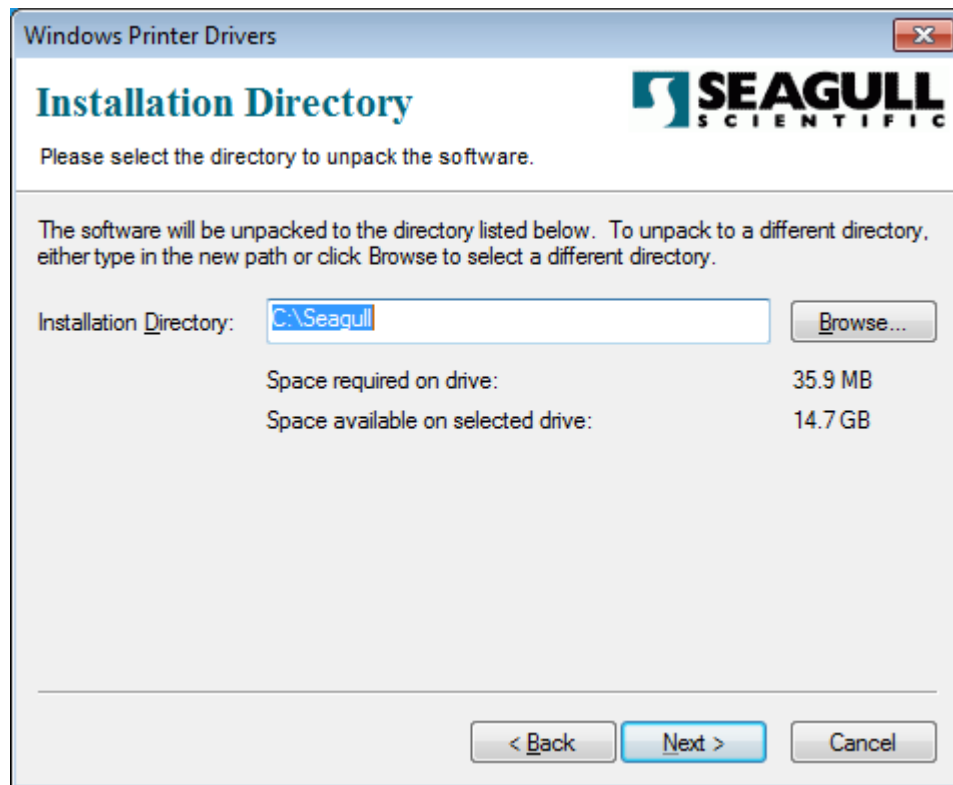 Windows Printer Drivers
Installation Directory
SEAGULL
SCIENTIFIC
Please select the directory to unpack the software.
The software will be unpacked to the directory listed below. To unpack to a different directory,
either type in the new path or click Browse to select a different directory.
Installation Directory: C:\Seagull Browse...
Space required on drive: 35.9 MB
Space available on selected drive: 14.7 GB
< Back Next > Cancel